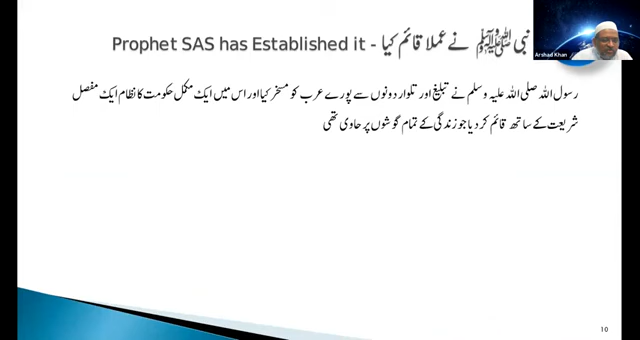 نبی ﷺ نے عملا قائم کیا - Prophet SAS has Established it
Arshad Khan
رسول اللہ صلی اللہ علیہ وسلم نے تبلیغ اور تلوار دونوں سے پورے عرب کو مسخر کیا اور اس میں ایک مکمل حکومت کا نظام ایک مفصل
شریعت کے ساتھ قائم کر دیا جو زندگی کے تمام گوشوں پر حاوی تھی
10